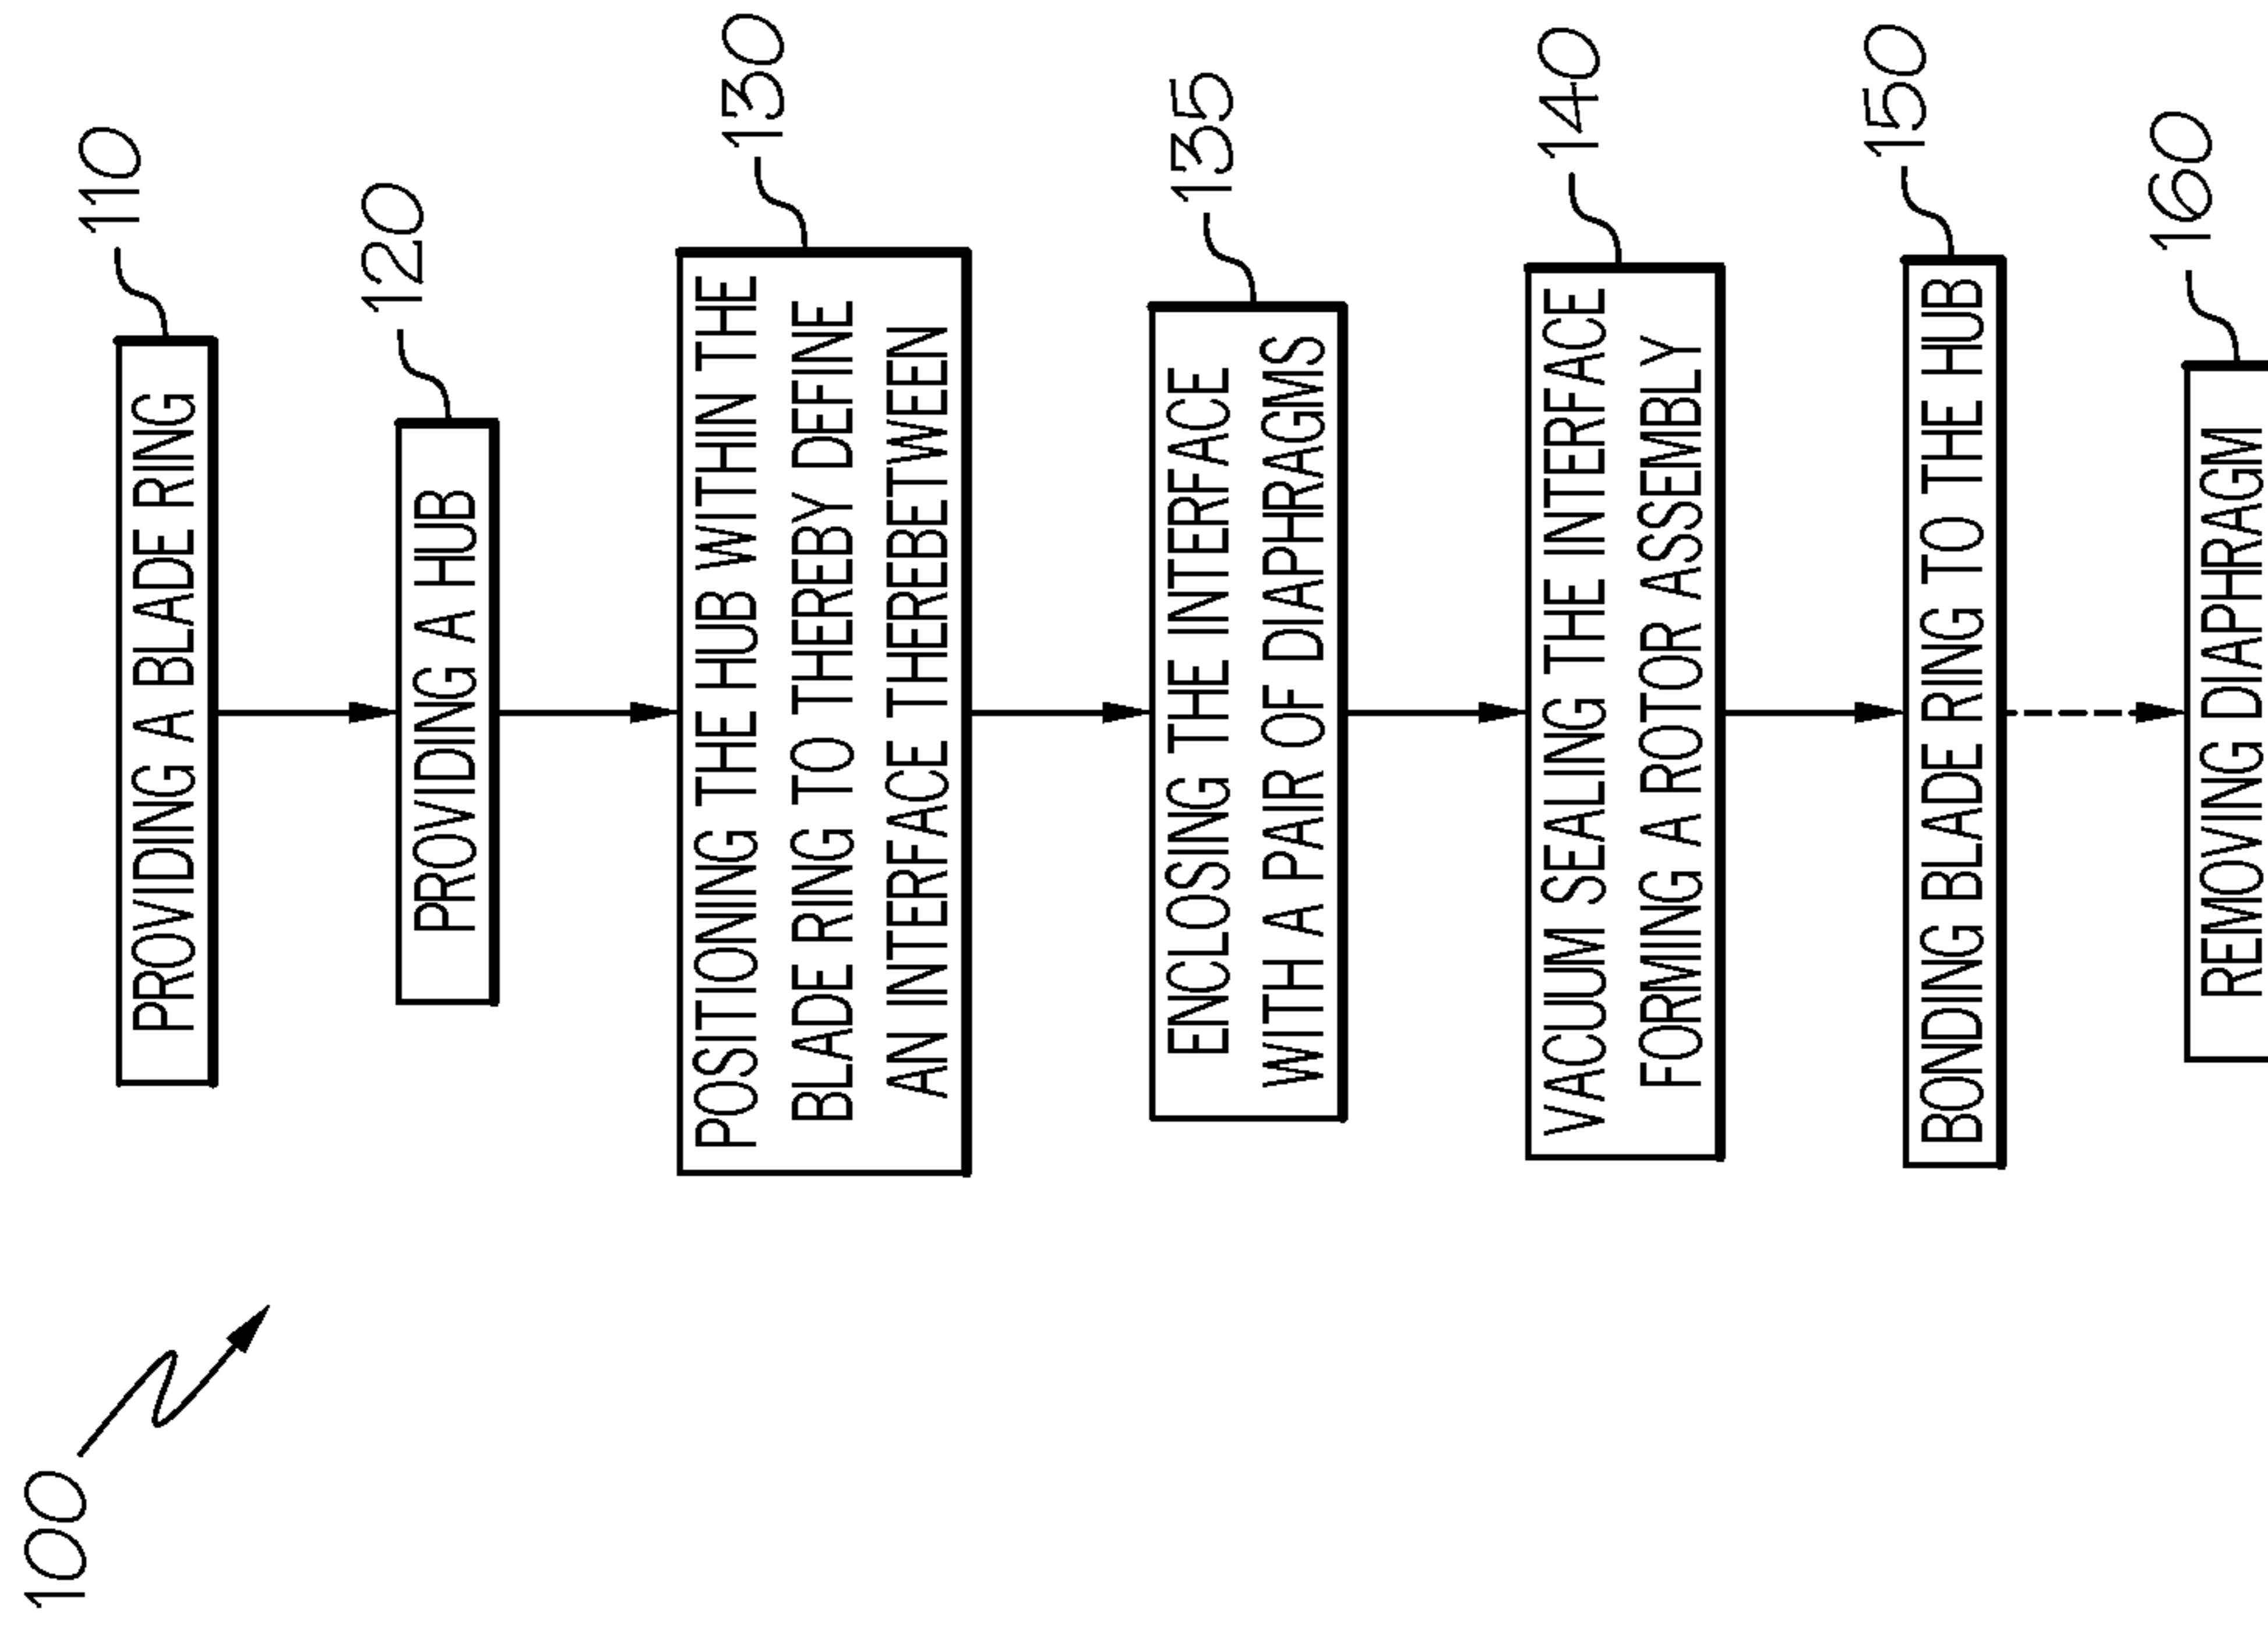 100
110
PROVIDING A BLADE RING
120
PROVIDING A HUB
130
POSITIONING THE HUB WITHIN THE
BLADE RING TO THEREBY DEFINE
AN INTERFACE THEREBETWEEN
135
ENCLOSING THE INTERFACE
WITH A PAIR OF DIAPHRAGMS
140
VACUUM SEALING THE INTERFACE
FORMING A ROTOR ASSEMBLY
150
BONDING BLADE RING TO THE HUB
160
REMOVING DIAPHRAGM